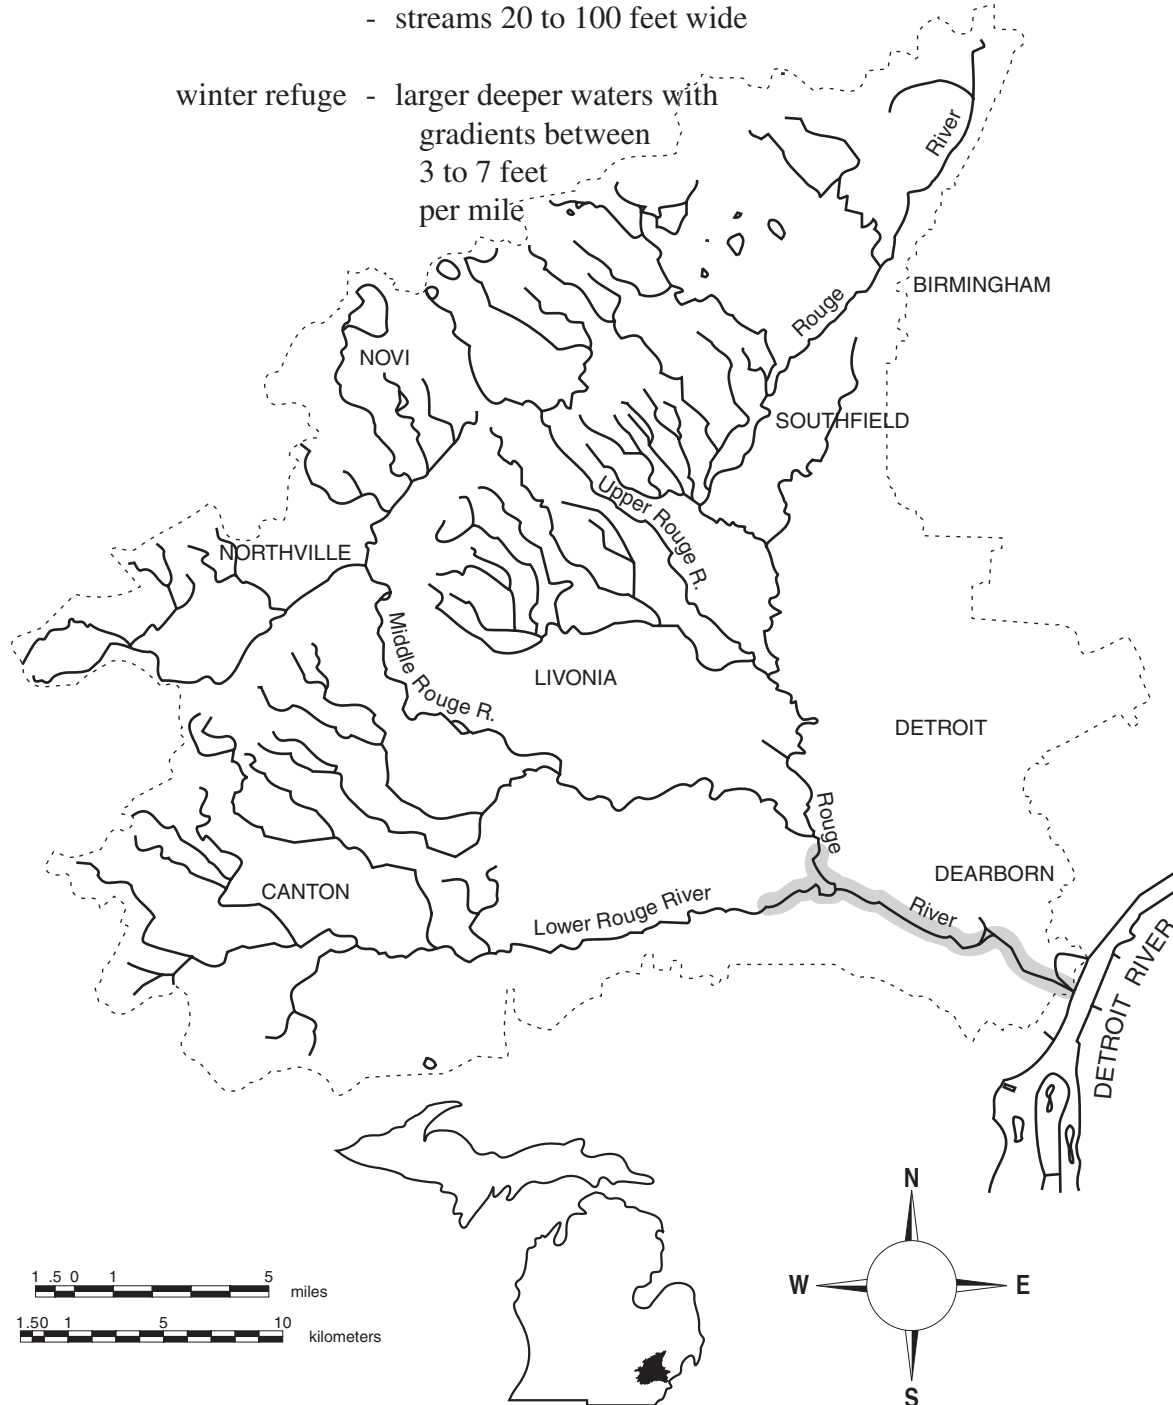 - streams 20 to 100 feet wide
winter refuge - larger deeper waters with
gradients between
3 to 7 feet
per mile
River
BIRMINGHAM
Rouge
NOVI
SOUTHFIELD
Upper Rouge R.
NORTHVILLE
Middle Rouge R.
LIVONIA
DETROIT
Rouge
DEARBORN
CANTON
Lower Rouge River
River
DETROIT RIVER
N
W E
S
1 .5 0 1 5
miles
1.50 1 5 10
kilometers